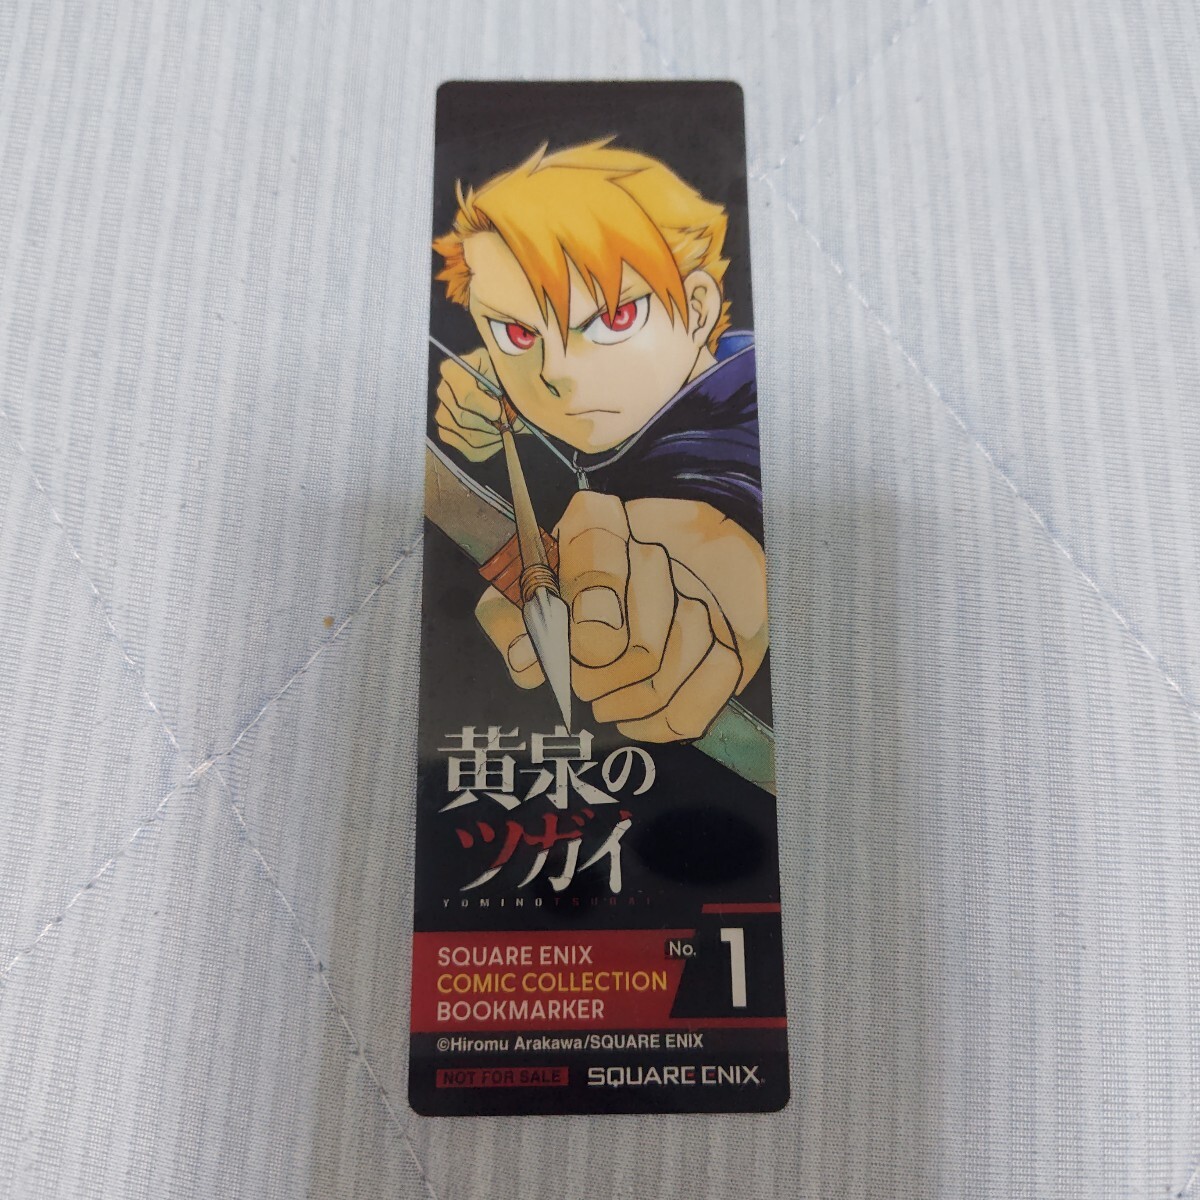 黄泉の
ツガイ
YOMINOTSUGAI
SQUARE ENIX
COMIC COLLECTION
BOOKMARKER
No. 1
©Hiromu Arakawa/SQUARE ENIX
NOT FOR SALE
SQUARE ENIX.